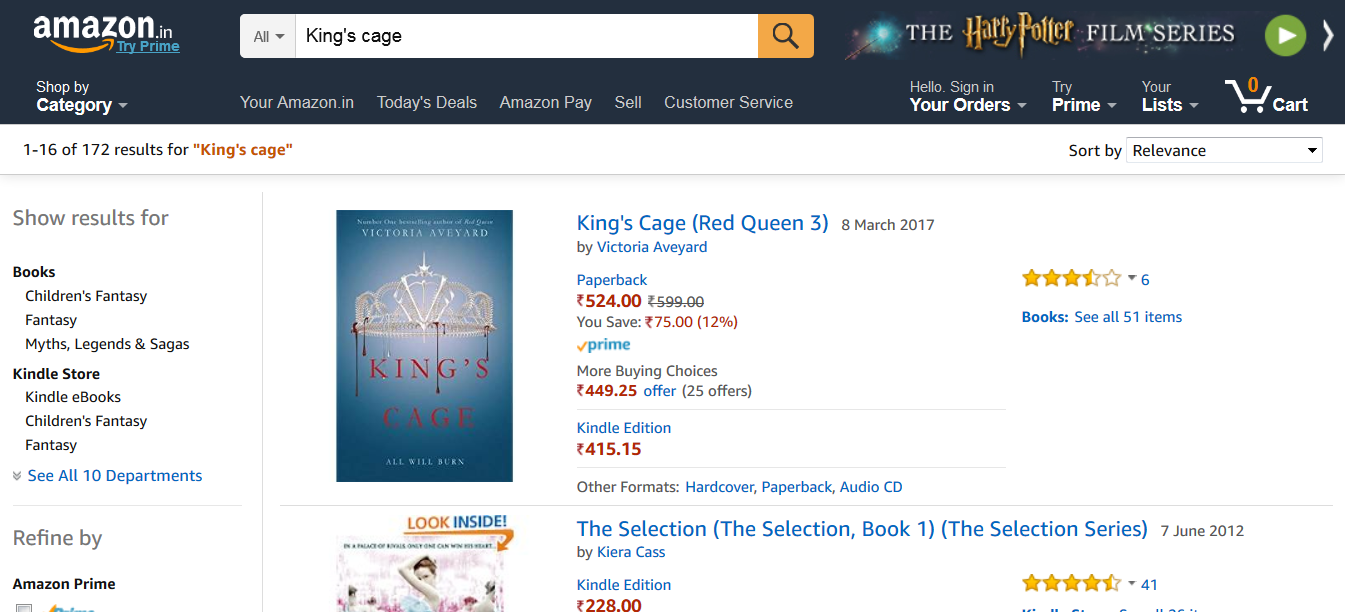 amazon.in
Try Prime
All
King's cage
THE Harry Potter FILM SERIES
Shop by
Category
Your Amazon.in Today's Deals Amazon Pay Sell Customer Service
Hello. Sign in
Your Orders
Try
Prime
Your
Lists
0
Cart
1-16 of 172 results for "King's cage"
Sort by Relevance
Show results for
Books
Children's Fantasy
Fantasy
Myths, Legends & Sagas
Kindle Store
Kindle eBooks
Children's Fantasy
Fantasy
See All 10 Departments
Refine by
Amazon Prime
Prime
Number One bestselling author of Red Queen
VICTORIA AVEYARD
KING'S
CAGE
ALL WILL BURN
King's Cage (Red Queen 3) 8 March 2017
by Victoria Aveyard
Paperback
₹524.00 ₹599.00
You Save: ₹75.00 (12%)
prime
More Buying Choices
₹449.25 offer (25 offers)
Kindle Edition
₹415.15
Other Formats: Hardcover, Paperback, Audio CD
6
Books: See all 51 items
LOOK INSIDE!
IN A PALACE OF RIVALS, ONLY ONE CAN WIN HIS HEART...
The Selection (The Selection, Book 1) (The Selection Series) 7 June 2012
by Kiera Cass
Kindle Edition
₹228.00
41